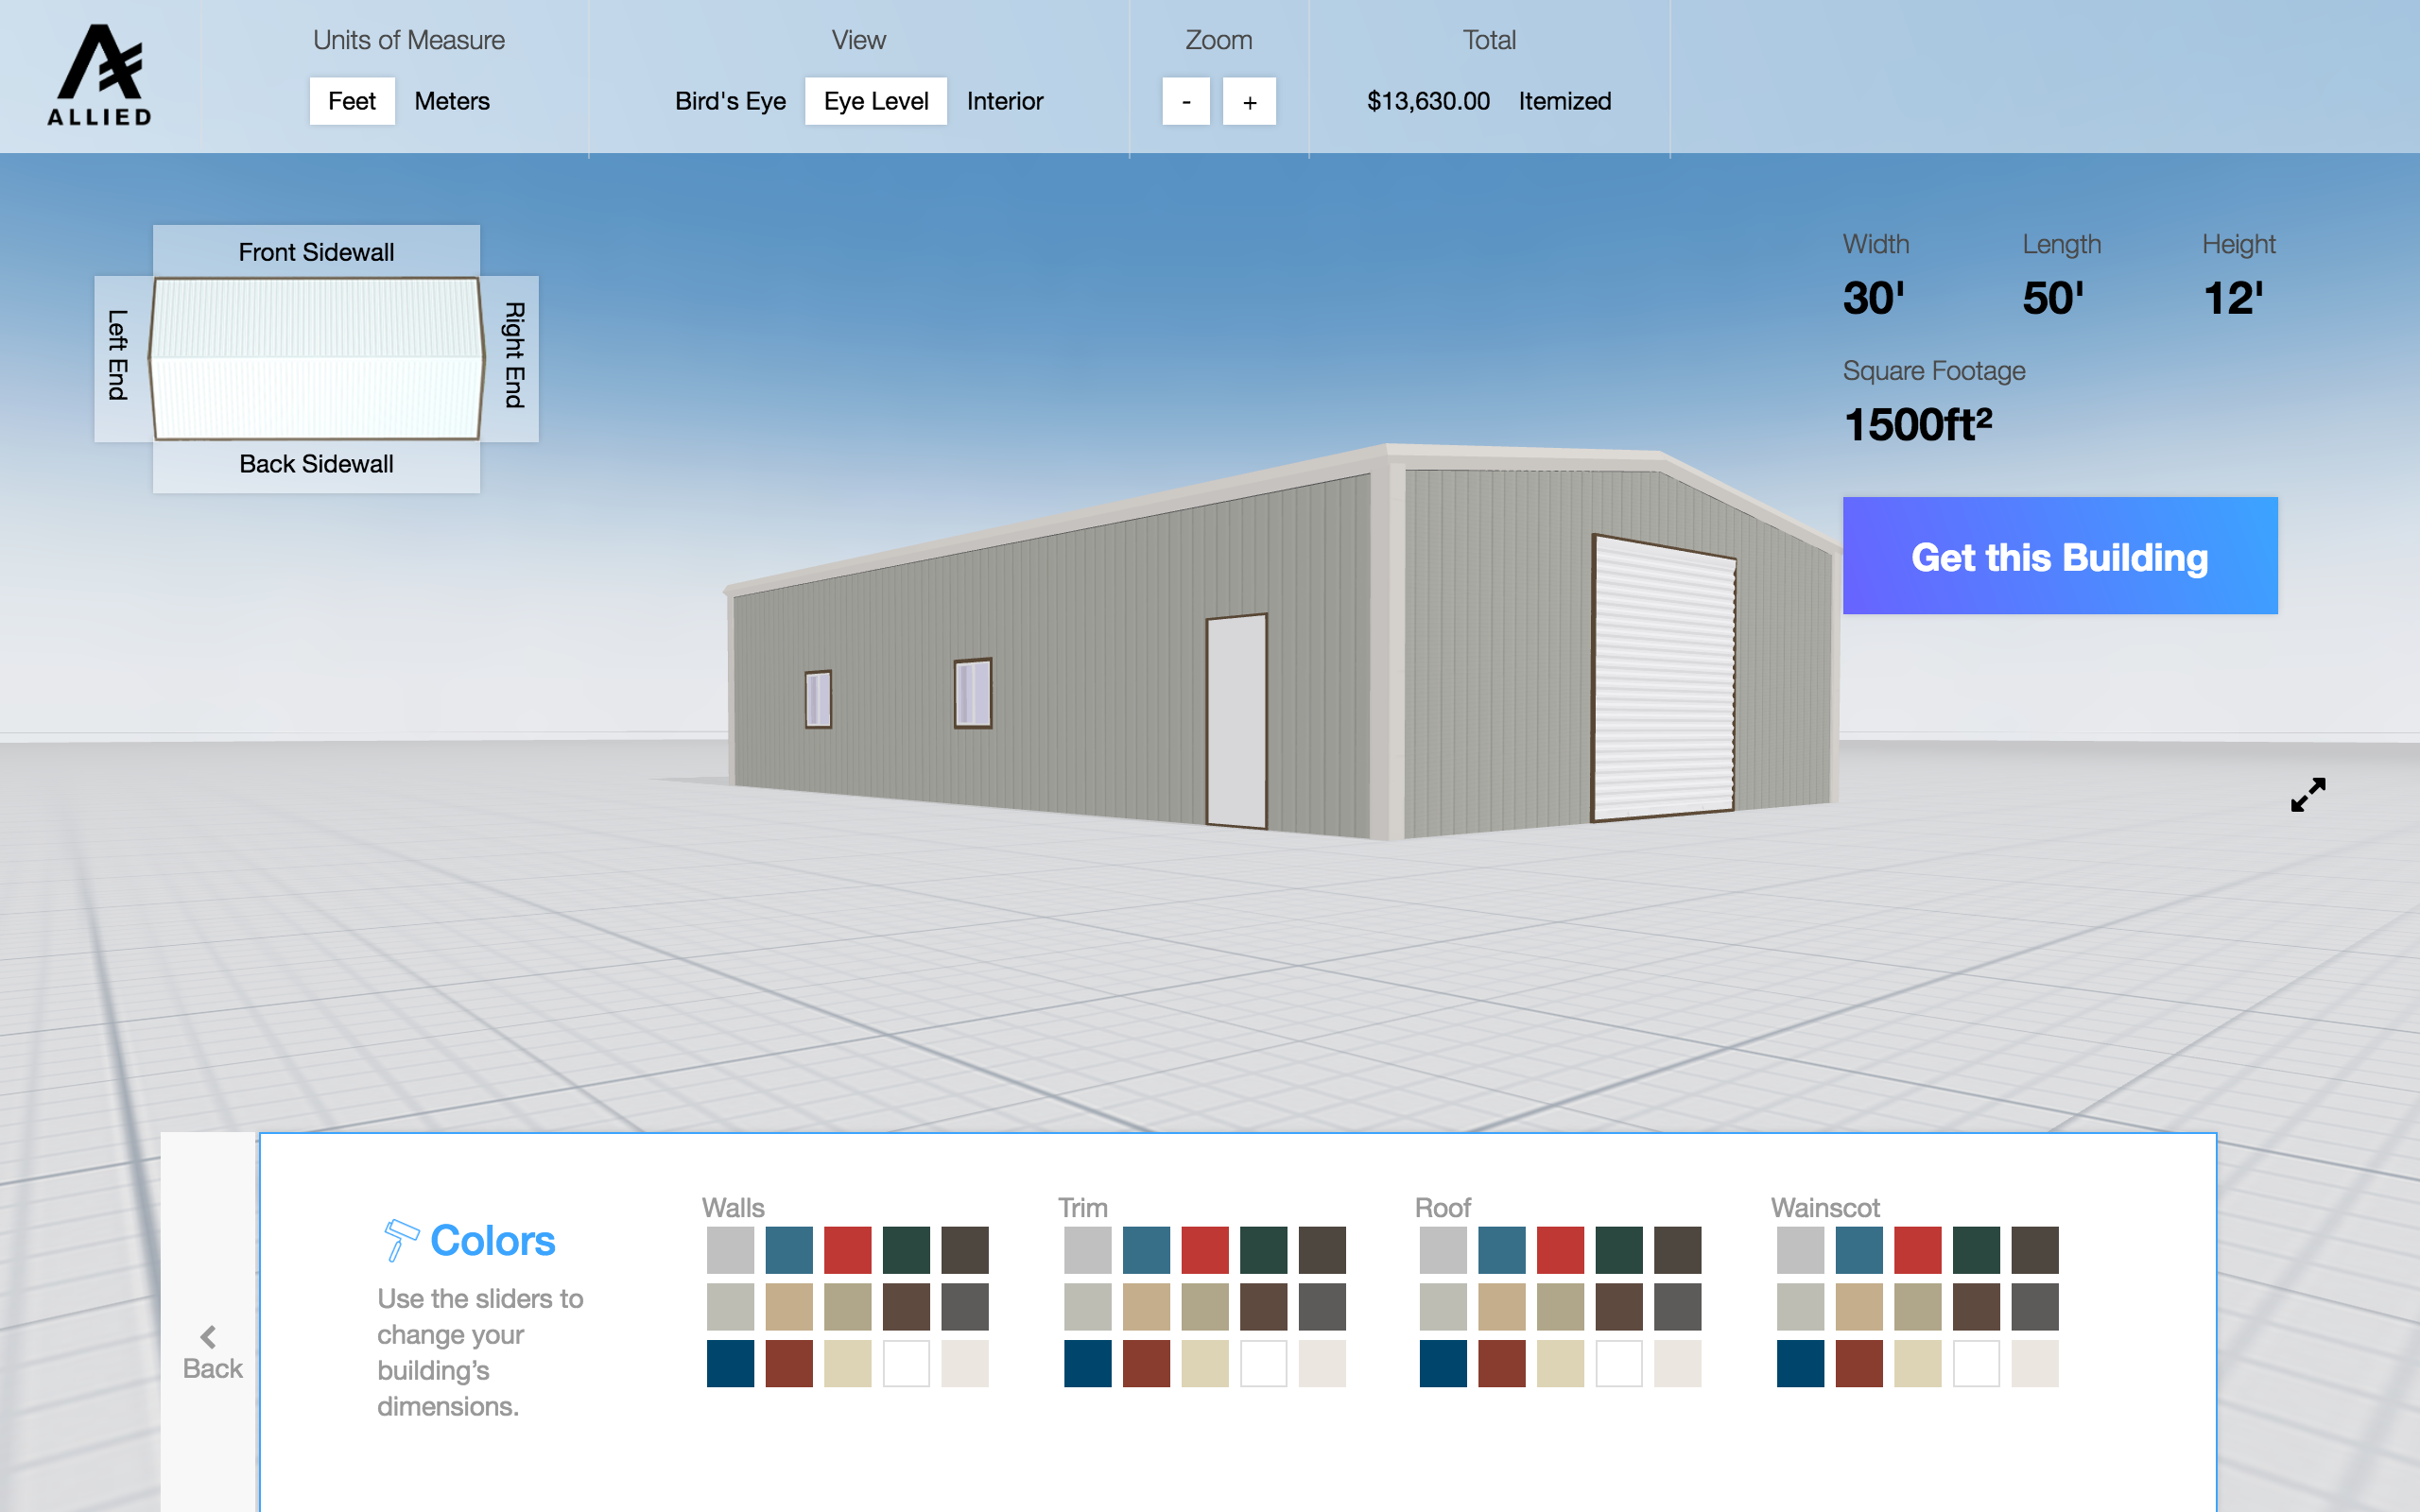 ALLIED
Units of Measure
Feet Meters
View
Bird's Eye Eye Level Interior
Zoom
- +
Total
$13,630.00 Itemized
Front Sidewall
Left End
Right End
Back Sidewall
Width Length Height
30' 50' 12'
Square Footage
1500ft²
Get this Building
Back
Colors
Use the sliders to
change your
building’s
dimensions.
Walls
Trim
Roof
Wainscot